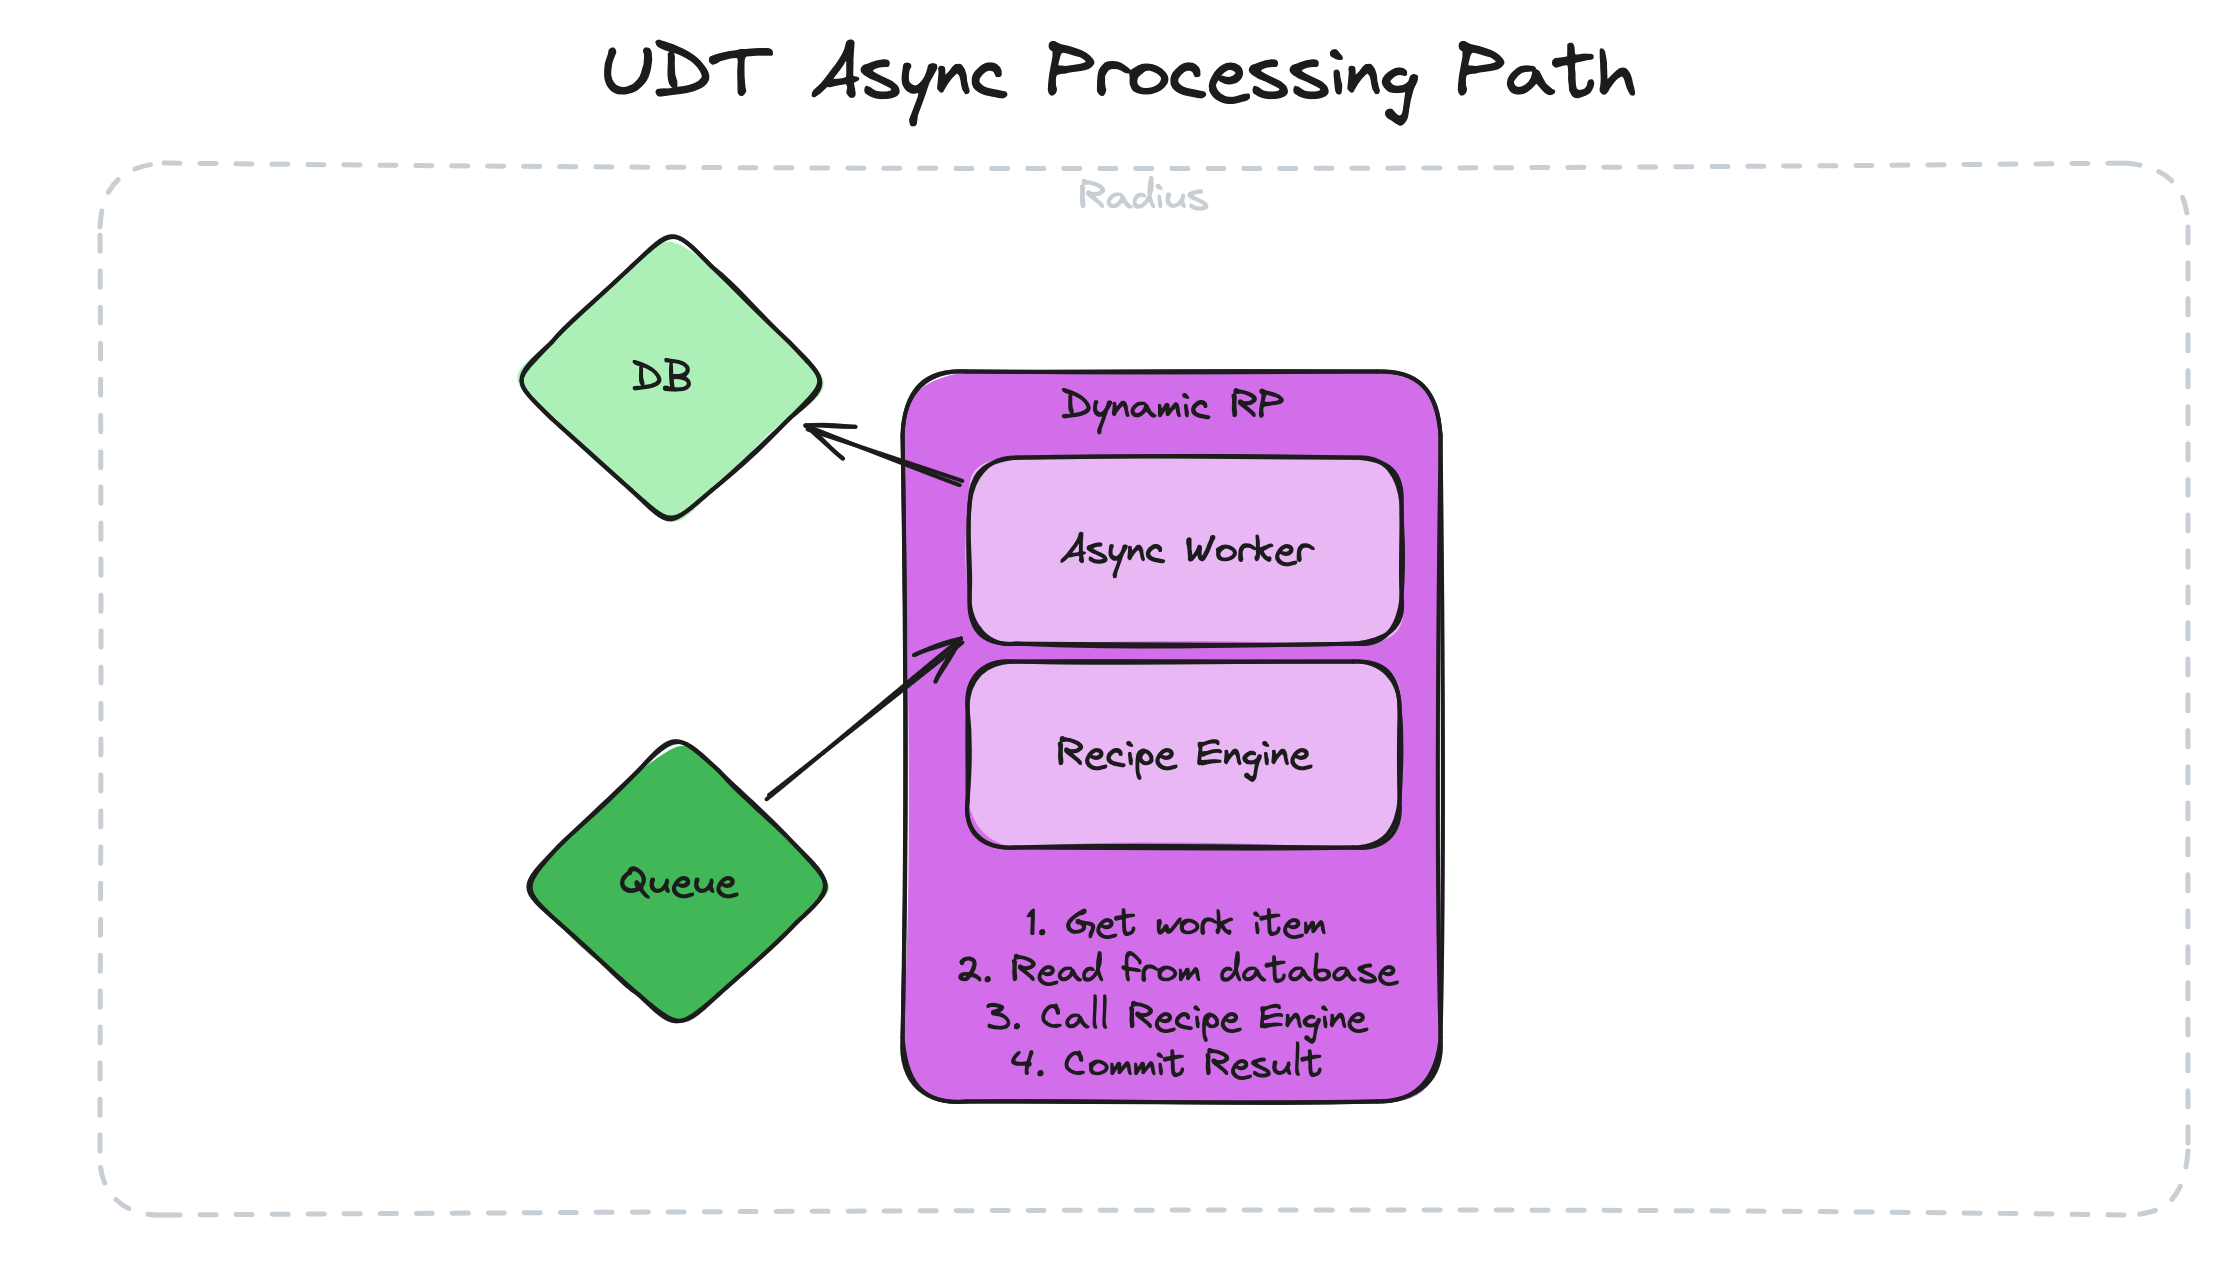 UDT Async Processing Path
Radius
DB
Dynamic RP
Async Worker
Recipe Engine
Queue
1. Get work item
2. Read from database
3. Call Recipe Engine
4. Commit Result